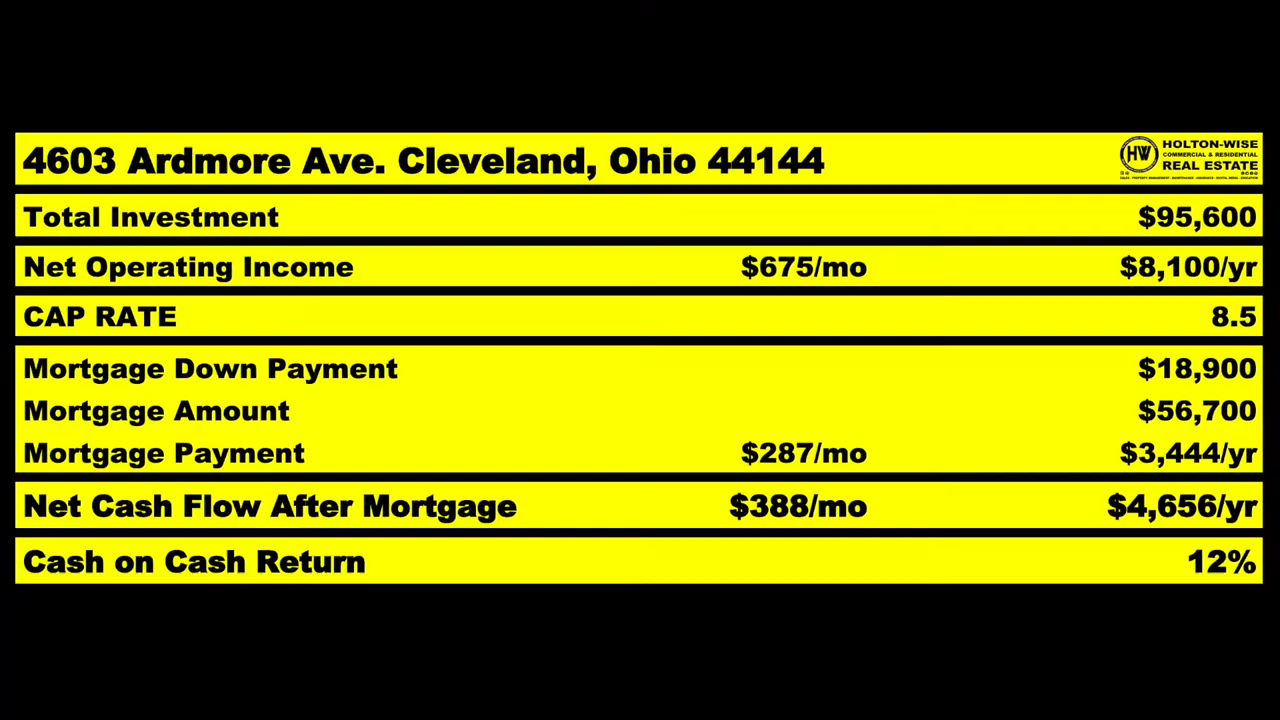 4603 Ardmore Ave. Cleveland, Ohio 44144
HW
HOLTON-WISE
COMMERCIAL & RESIDENTIAL
REAL ESTATE
Total Investment $95,600
Net Operating Income $675/mo $8,100/yr
CAP RATE 8.5
Mortgage Down Payment $18,900
Mortgage Amount $56,700
Mortgage Payment $287/mo $3,444/yr
Net Cash Flow After Mortgage $388/mo $4,656/yr
Cash on Cash Return 12%